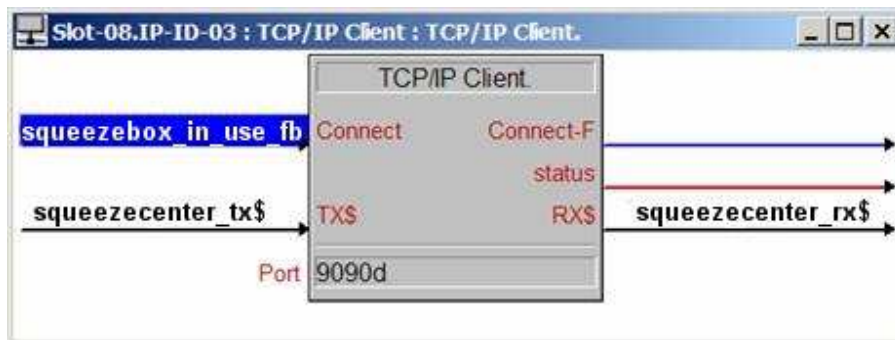 Slot-08.IP-ID-03 : TCP/IP Client : TCP/IP Client.
TCP/IP Client.
squeezebox_in_use_fb Connect Connect-F
status
squeezecenter_tx$ TX$ RX$ squeezecenter_rx$
Port 9090d